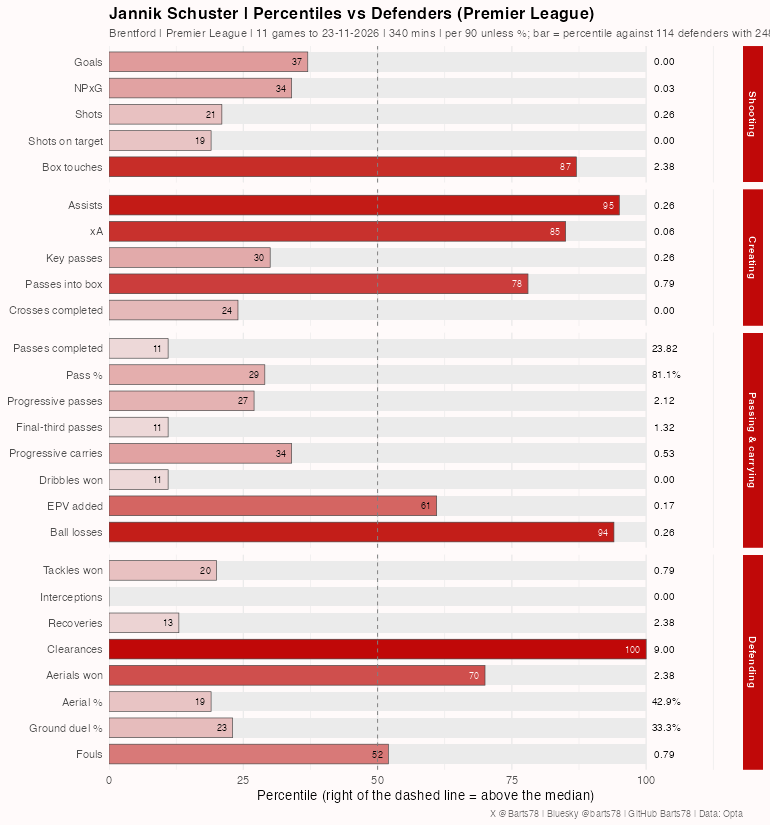 Jannik Schuster | Percentiles vs Defenders (Premier League)
Brentford | Premier League | 11 games to 23-11-2026 | 340 mins | per 90 unless %; bar = percentile against 114 defenders with
Goals 37 0.00
NPxG 34 0.03
Shots 21 0.26
Shots on target 19 0.00
Box touches 87 2.38
Shooting
Assists 95 0.26
xA 85 0.06
Key passes 30 0.26
Passes into box 78 0.79
Crosses completed 24 0.00
Creating
Passes completed 11 23.82
Pass % 29 81.1%
Progressive passes 27 2.12
Final-third passes 11 1.32
Progressive carries 34 0.53
Dribbles won 11 0.00
EPV added 61 0.17
Ball losses 94 0.26
Passing & carrying
Tackles won 20 0.79
Interceptions 0.00
Recoveries 13 2.38
Clearances 100 9.00
Aerials won 70 2.38
Aerial % 19 42.9%
Ground duel % 23 33.3%
Fouls 52 0.79
Defending
0 25 50 75 100
Percentile (right of the dashed line = above the median)
X @Barts78 | Bluesky @barts78 | GitHub Barts78 | Data: Opta